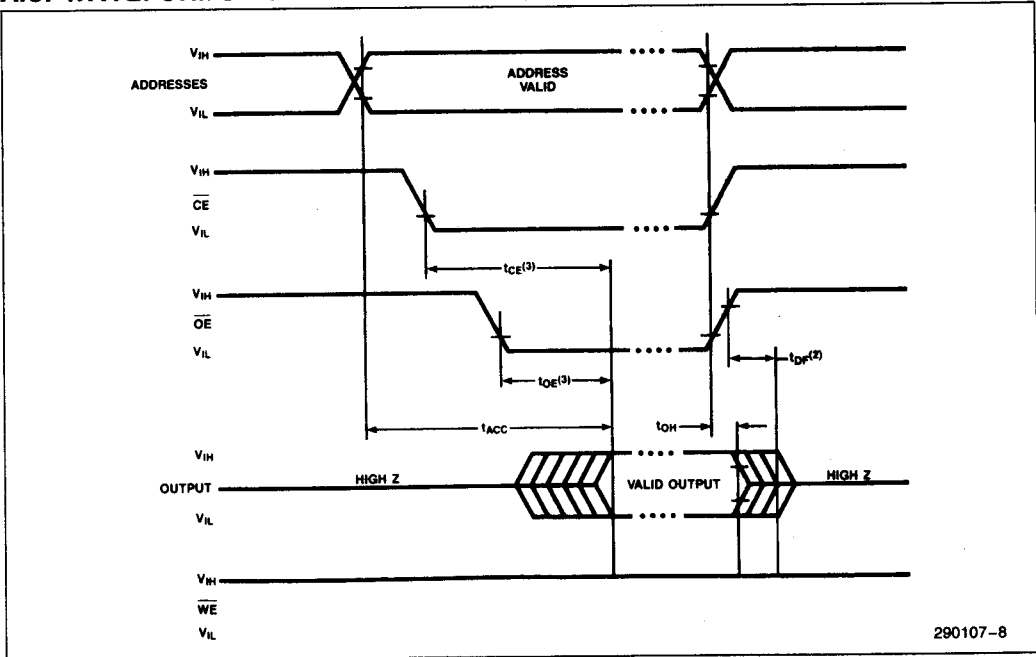 V_IH
ADDRESSES
V_IL
ADDRESS
VALID
V_IH
CE
V_IL
t_CE(3)
V_IH
OE
V_IL
t_DF(2)
t_OE(3)
t_ACC
t_OH
V_IH
OUTPUT
HIGH Z
VALID OUTPUT
HIGH Z
V_IL
V_IH
WE
V_IL
290107–8